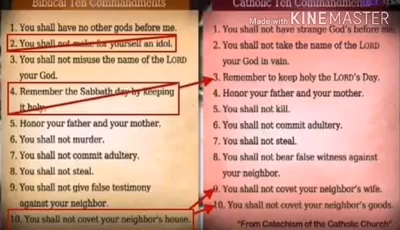 Biblical Ten Commandments
1. You shall have no other gods before me.
2. You shall not make for yourself an idol.
3. You shall not misuse the name of the LORD
your God.
4. Remember the Sabbath day by keeping
it holy.
5. Honor your father and your mother.
6. You shall not murder.
7. You shall not commit adultery.
8. You shall not steal.
9. You shall not give false testimony
against your neighbor.
10. You shall not covet your neighbor's house.
Catholic Ten Commandments
Made with KINEMASTER
1. You shall not have strange God's before me.
2. You shall not take the name of the LORD
your God in vain.
3. Remember to keep holy the LORD's Day.
4. Honor your father and your mother.
5. You shall not kill.
6. You shall not commit adultery.
7. You shall not steal.
8. You shall not bear false witness against
your neighbor.
9. You shall not covet your neighbor's wife.
10. You shall not covet your neighbor's goods.
"From Catechism of the Catholic Church"